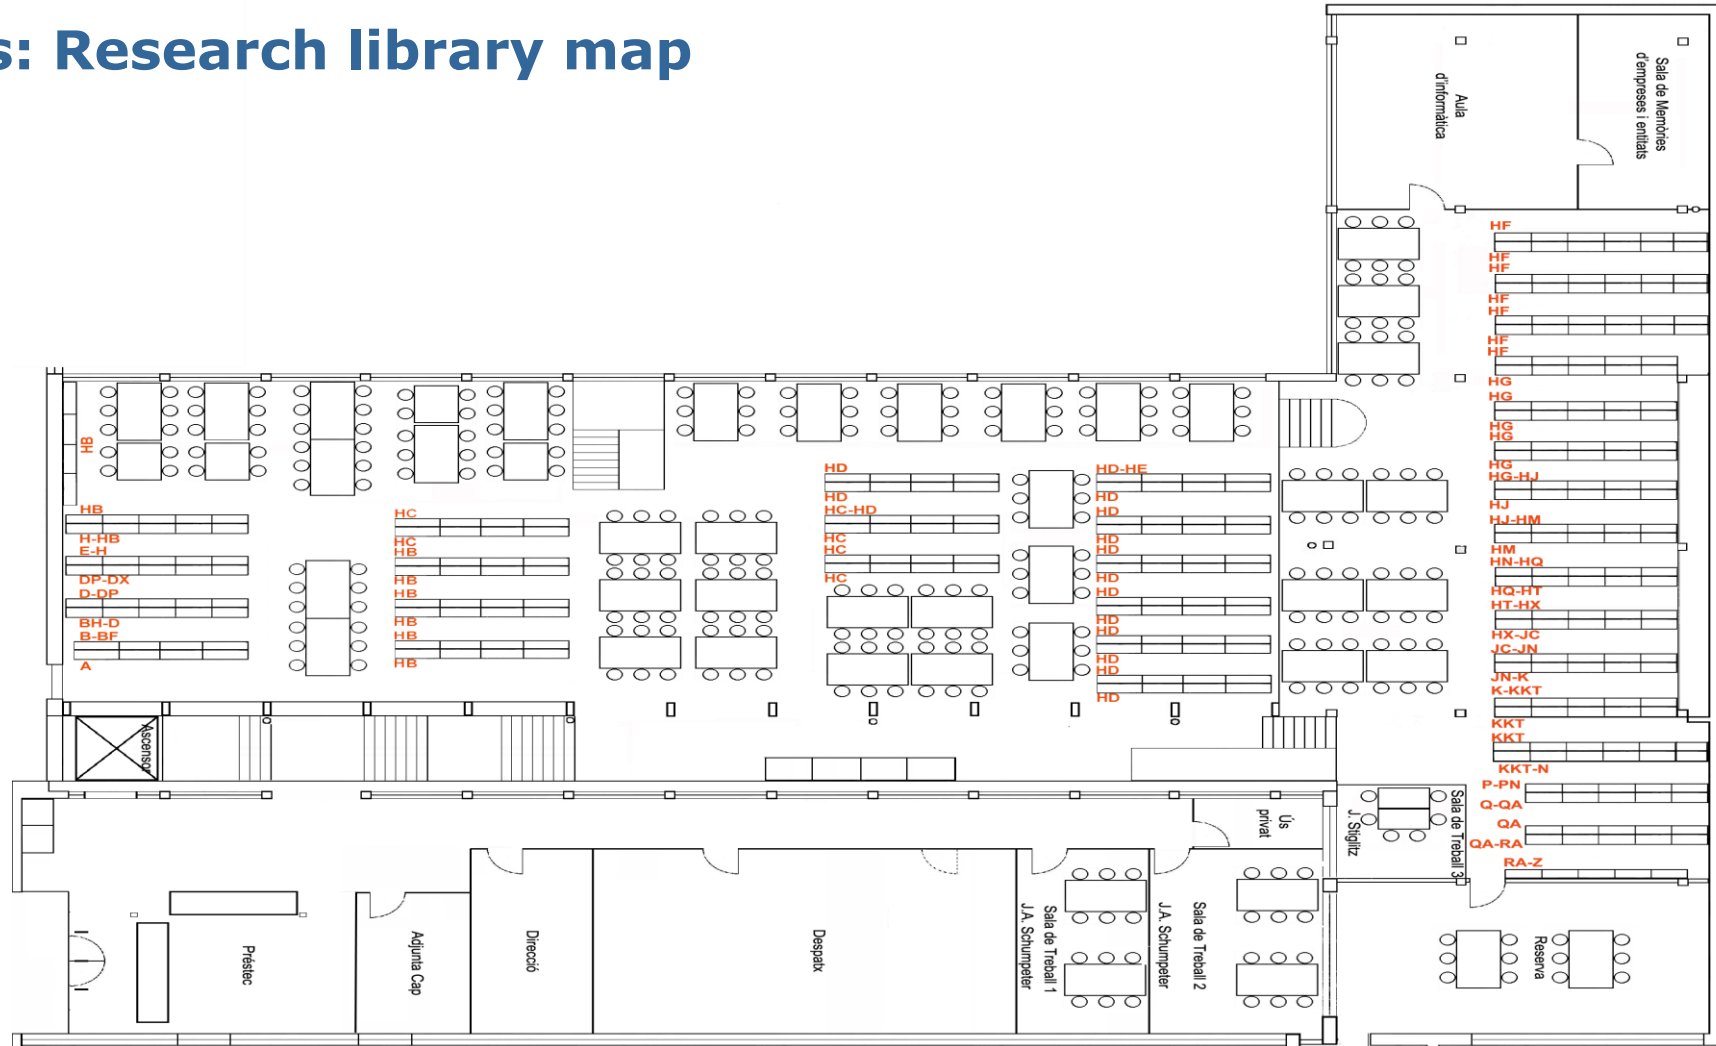 s: Research library map
Sala de Memòries
d'empreses i entitats
Aula
d'informàtica
HF
HF
HF
HF
HF
HF
HF
HG
HG
HG
HG
HG
HG-HJ
HJ
HJ-HM
HM
HN-HQ
HQ-HT
HT-HX
HX-JC
JC-JN
JN-K
K-KKT
KKT
KKT
KKT-N
P-PN
Q-QA
QA
QA-RA
RA-Z
HB
HB
H-HB
E-H
DP-DX
D-DP
BH-D
B-BF
A
HC
HC
HB
HB
HB
HB
HB
HB
HD
HD
HC-HD
HC
HC
HC
HD-HE
HD
HD
HD
HD
HD
HD
HD
HD
HD
HD
HD
Ascensor
Ús
privat
Sala de Treball 3
J. Stiglitz
Préstec
Adjunta Cap
Direcció
Despatx
Sala de Treball 1
J.A. Schumpeter
Sala de Treball 2
J.A. Schumpeter
Reserva